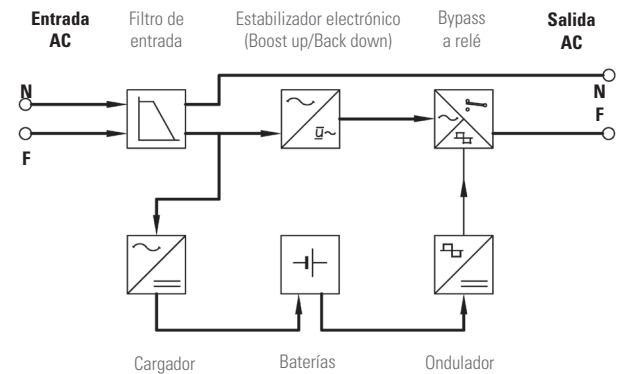 Entrada
AC
Filtro de
entrada
Estabilizador electrónico
(Boost up/Back down)
Bypass
a relé
Salida
AC
N
F
N
F
u~
Cargador
Baterías
Ondulador